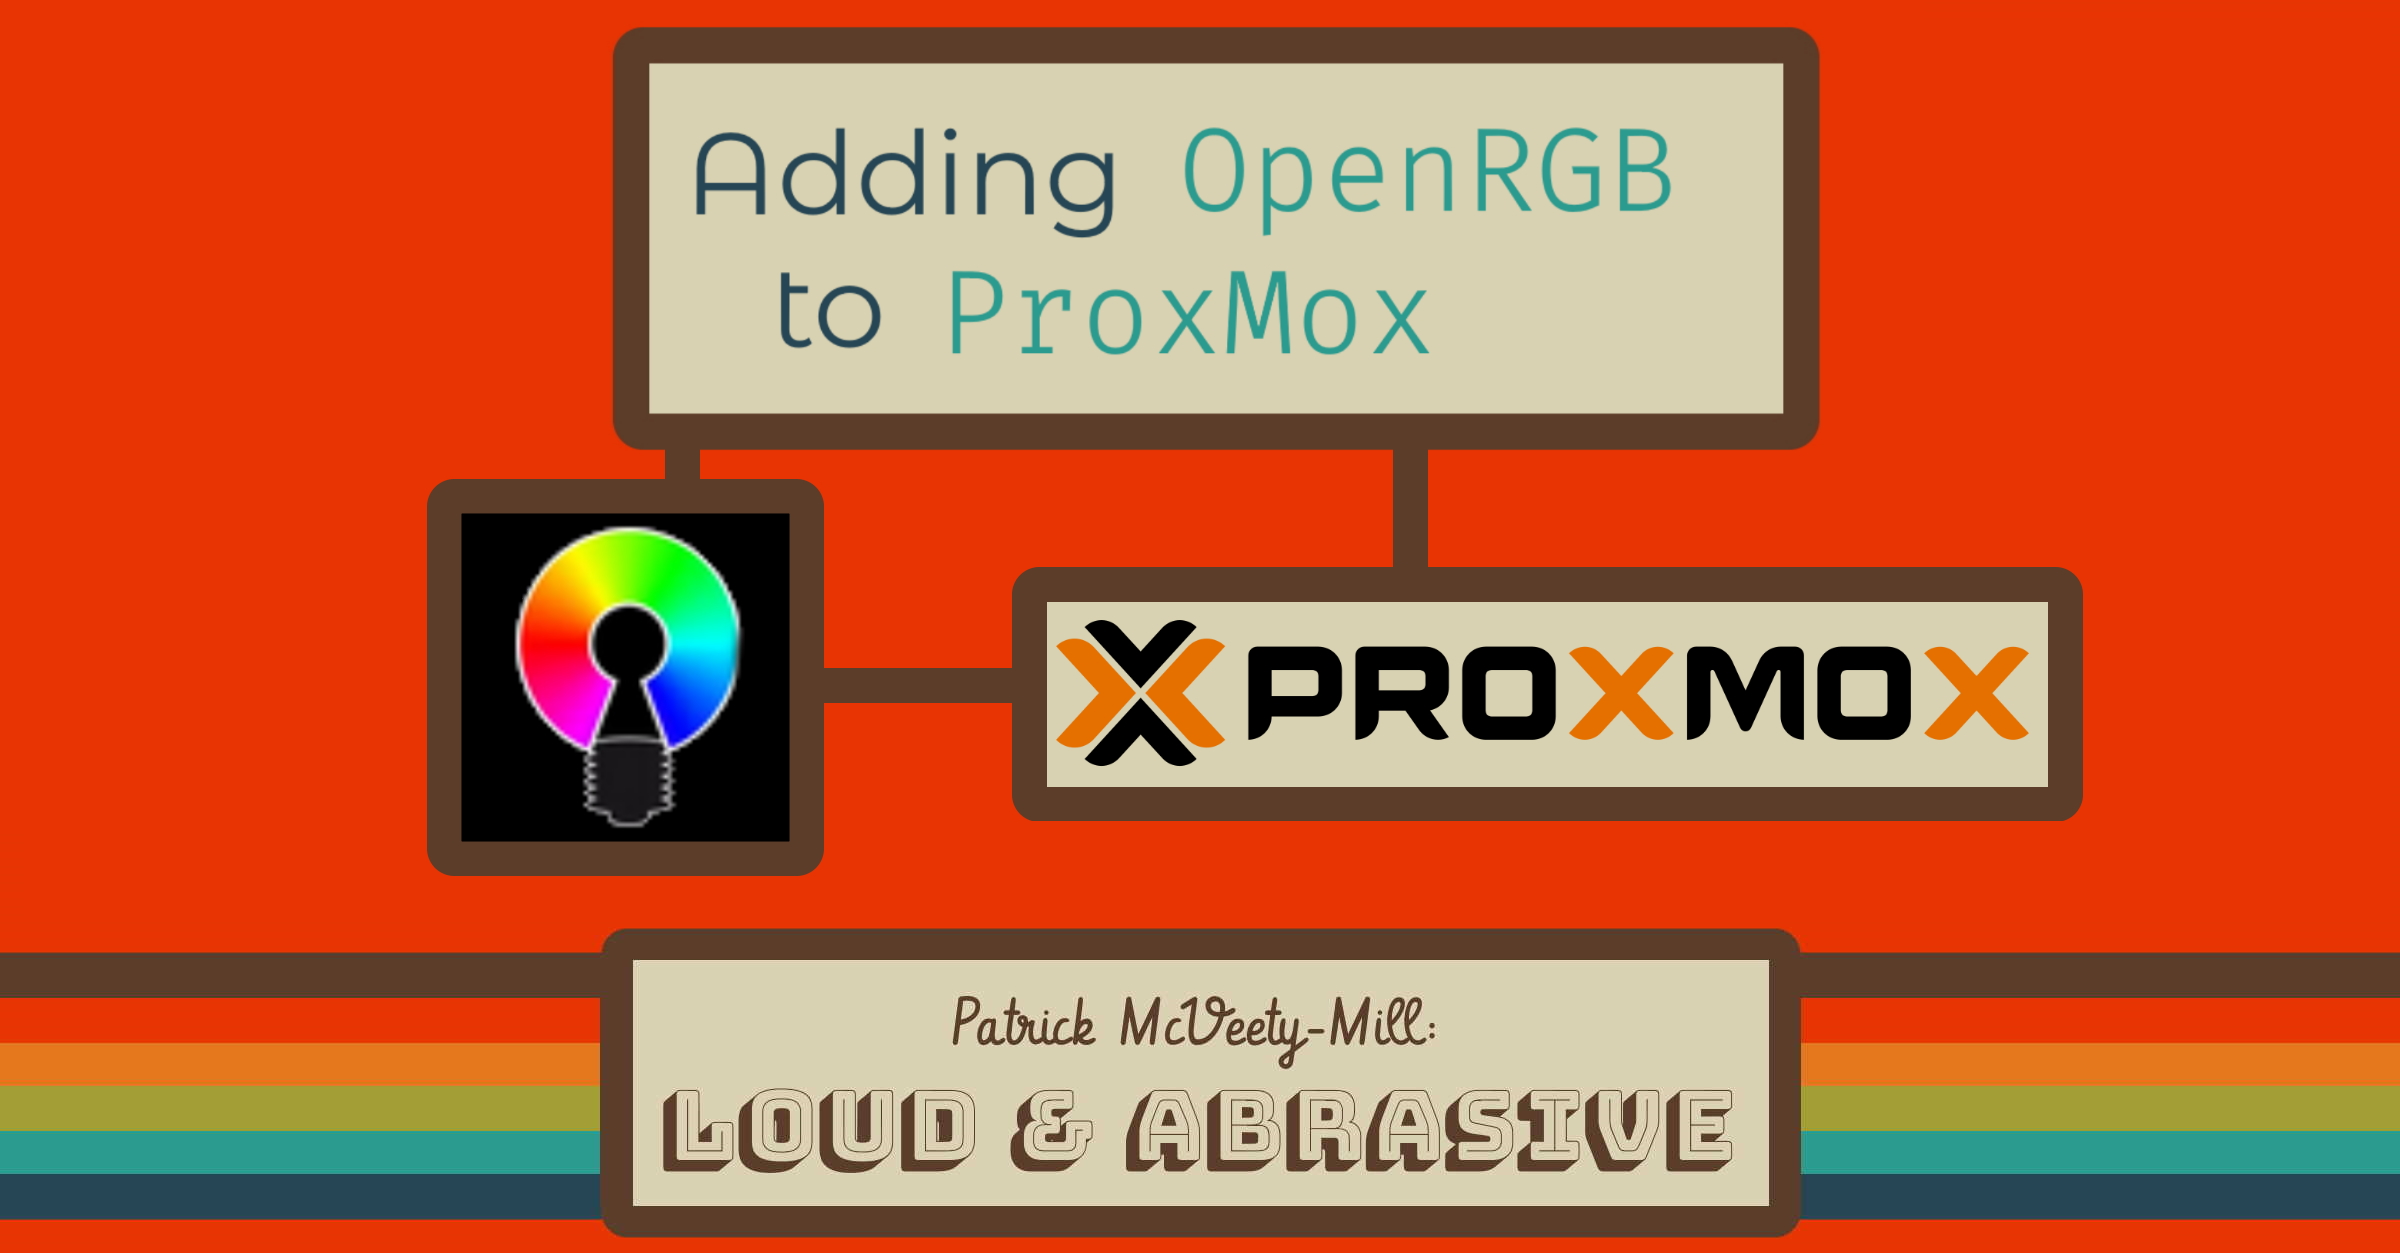 Adding OpenRGB
to ProxMox
PROXMOX
Patrick McVeety-Mill:
LOUD & ABRASIVE